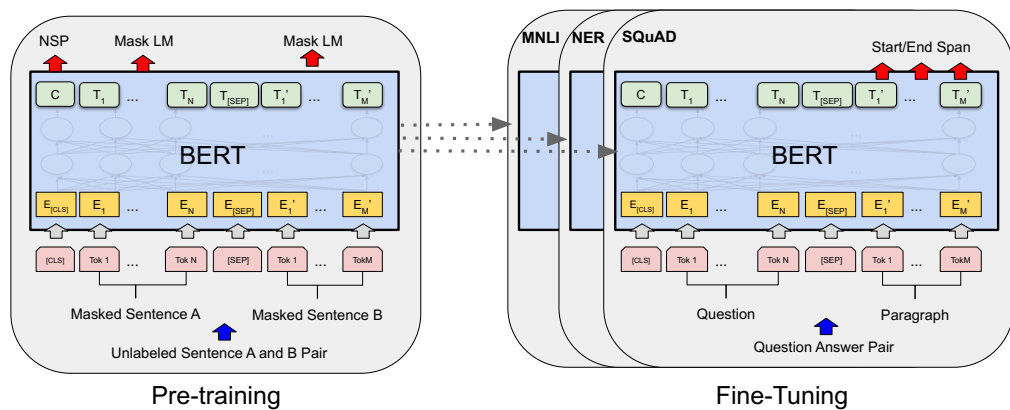 NSP Mask LM Mask LM
C T1 ... TN T[SEP] T1' ... TM'
...
BERT
...
E[CLS] E1 ... EN E[SEP] E1' ... EM'
[CLS] Tok 1 ... Tok N [SEP] Tok 1 ... TokM
Masked Sentence A Masked Sentence B
Unlabeled Sentence A and B Pair
Pre-training
MNLI NER SQuAD
Start/End Span
C T1 ... TN T[SEP] T1' ... TM'
...
BERT
...
E[CLS] E1 ... EN E[SEP] E1' ... EM'
[CLS] Tok 1 ... Tok N [SEP] Tok 1 ... TokM
Question Paragraph
Question Answer Pair
Fine-Tuning